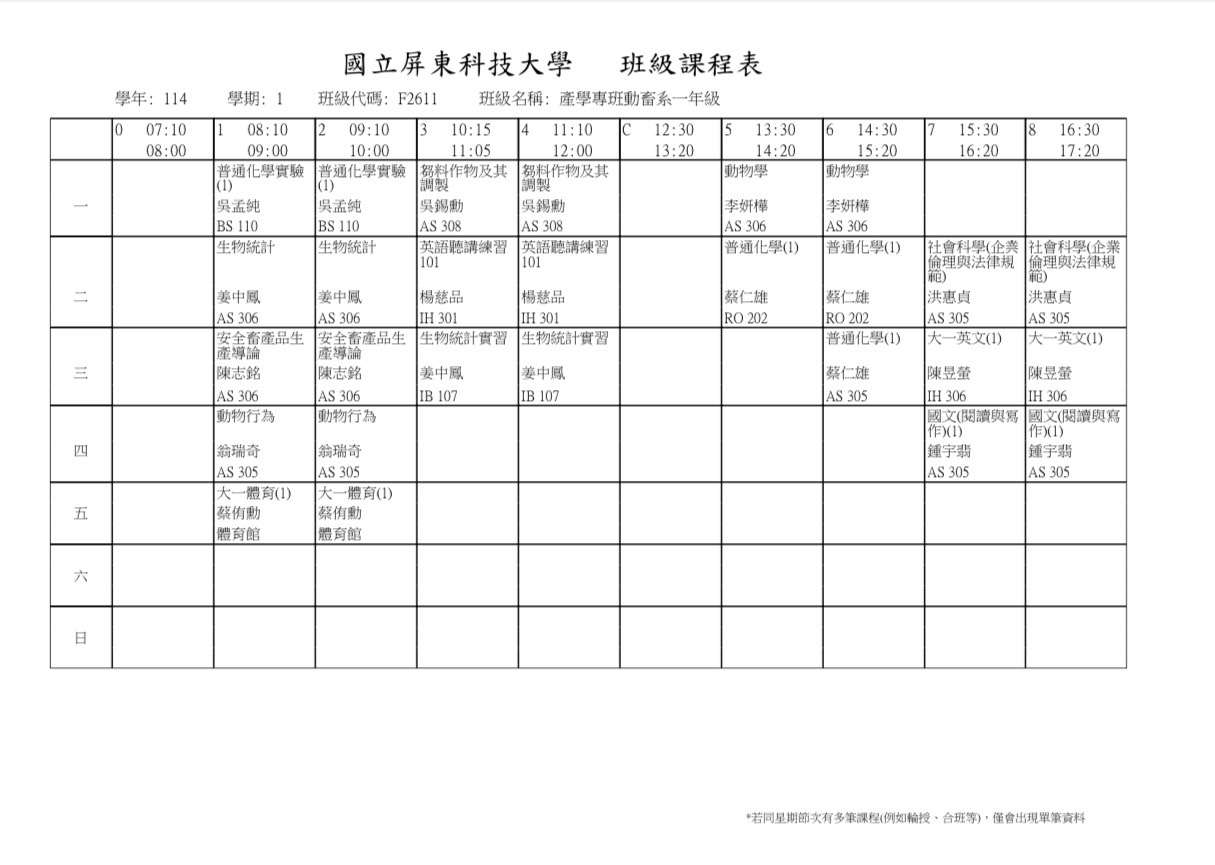 國立屏東科技大學 班級課程表
學年: 114 學期: 1 班級代碼: F2611 班級名稱: 產學專班動畜系一年級
0 07:10 1 08:10 2 09:10 3 10:15 4 11:10 C 12:30 5 13:30 6 14:30 7 15:30 8 16:30
08:00 09:00 10:00 11:05 12:00 13:20 14:20 15:20 16:20 17:20
普通化學實驗 普通化學實驗 芻料作物及其 芻料作物及其 動物學 動物學
(1) (1) 調製 調製
一 吳孟純 吳孟純 吳錫勳 吳錫勳 李妍樺 李妍樺
BS 110 BS 110 AS 308 AS 308 AS 306 AS 306
生物統計 生物統計 英語聽講練習 英語聽講練習 普通化學(1) 普通化學(1) 社會科學(企業 社會科學(企業
101 101 倫理與法律規 倫理與法律規
範) 範)
二 姜中鳳 姜中鳳 楊慈品 楊慈品 蔡仁雄 蔡仁雄 洪惠貞 洪惠貞
AS 306 AS 306 IH 301 IH 301 RO 202 RO 202 AS 305 AS 305
安全畜產品生 安全畜產品生 生物統計實習 生物統計實習 普通化學(1) 大一英文(1) 大一英文(1)
產導論 產導論
三 陳志銘 陳志銘 姜中鳳 姜中鳳 蔡仁雄 陳昱螢 陳昱螢
AS 306 AS 306 IB 107 IB 107 AS 305 IH 306 IH 306
動物行為 動物行為 國文(閱讀與寫 國文(閱讀與寫
作)(1) 作)(1)
四 翁瑞奇 翁瑞奇 鍾宇翡 鍾宇翡
AS 305 AS 305 AS 305 AS 305
大一體育(1) 大一體育(1)
五 蔡侑勳 蔡侑勳
體育館 體育館
六
日
*若同星期節次有多筆課程(例如輪授、合班等)，僅會出現單筆資料